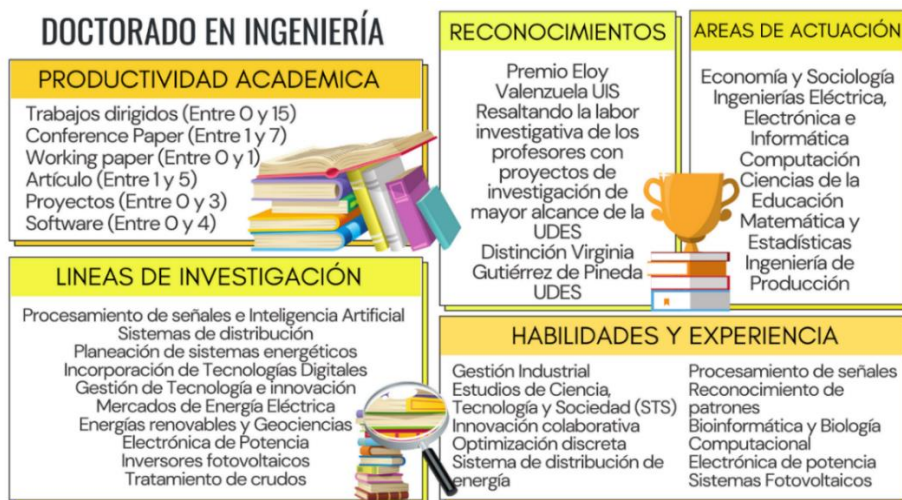 DOCTORADO EN INGENIERÍA
PRODUCTIVIDAD ACADEMICA
Trabajos dirigidos (Entre 0 y 15)
Conference Paper (Entre 1 y 7)
Working paper (Entre 0 y 1)
Artículo (Entre 1 y 5)
Proyectos (Entre 0 y 3)
Software (Entre 0 y 4)
LINEAS DE INVESTIGACIÓN
Procesamiento de señales e Inteligencia Artificial
Sistemas de distribución
Planeación de sistemas energéticos
Incorporación de Tecnologías Digitales
Gestión de Tecnología e innovación
Mercados de Energía Eléctrica
Energías renovables y Geociencias
Electrónica de Potencia
Inversores fotovoltaicos
Tratamiento de crudos
RECONOCIMIENTOS
Premio Eloy
Valenzuela UIS
Resaltando la labor
investigativa de los
profesores con
proyectos de
investigación de
mayor alcance de la
UDES
Distinción Virginia
Gutiérrez de Pineda
UDES
AREAS DE ACTUACIÓN
Economía y Sociología
Ingenierías Eléctrica,
Electrónica e
Informática
Computación
Ciencias de la
Educación
Matemática y
Estadísticas
Ingeniería de
Producción
HABILIDADES Y EXPERIENCIA
Gestión Industrial
Estudios de Ciencia,
Tecnología y Sociedad (STS)
Innovación colaborativa
Optimización discreta
Sistema de distribución de
energía
Procesamiento de señales
Reconocimiento de
patrones
Bioinformática y Biología
Computacional
Electrónica de potencia
Sistemas Fotovoltaicos